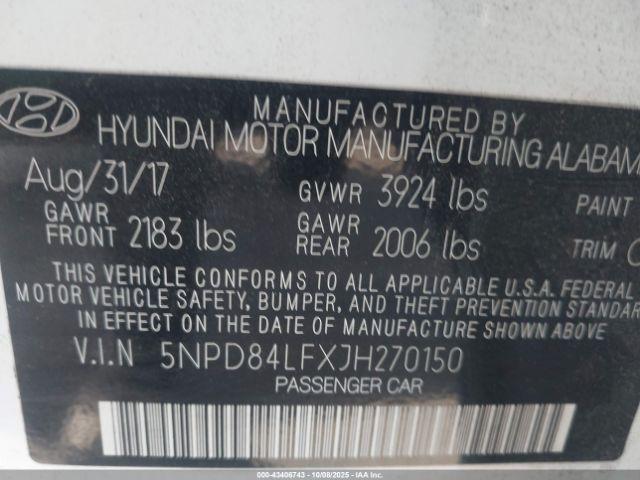 MANUFACTURED BY
HYUNDAI MOTOR MANUFACTURING ALABAM
Aug/31/17 GVWR 3924 lbs PAINT
GAWR FRONT 2183 lbs GAWR REAR 2006 lbs TRIM
THIS VEHICLE CONFORMS TO ALL APPLICABLE U.S.A. FEDERAL
MOTOR VEHICLE SAFETY, BUMPER, AND THEFT PREVENTION STANDAR
IN EFFECT ON THE DATE OF MANUFACTURE SHOWN ABOVE
V.I.N 5NPD84LFXJH270150
PASSENGER CAR
000-43406743 - 10/08/2025 - IAA Inc.